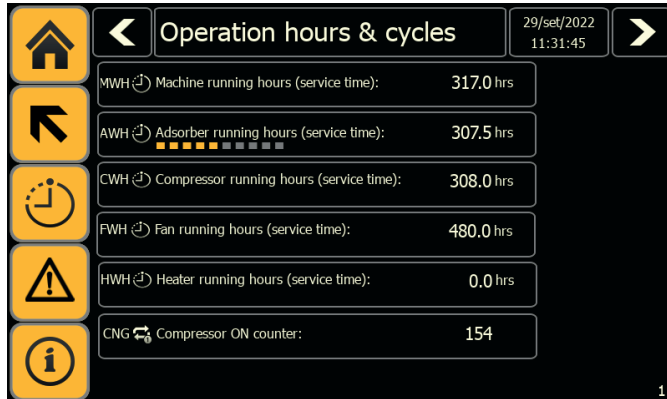 Operation hours & cycles
29/set/2022
11:31:45
MWH Machine running hours (service time): 317.0 hrs
AWH Adsorber running hours (service time): 307.5 hrs
CWH Compressor running hours (service time): 308.0 hrs
FWH Fan running hours (service time): 480.0 hrs
HWH Heater running hours (service time): 0.0 hrs
CNG Compressor ON counter: 154
i
1